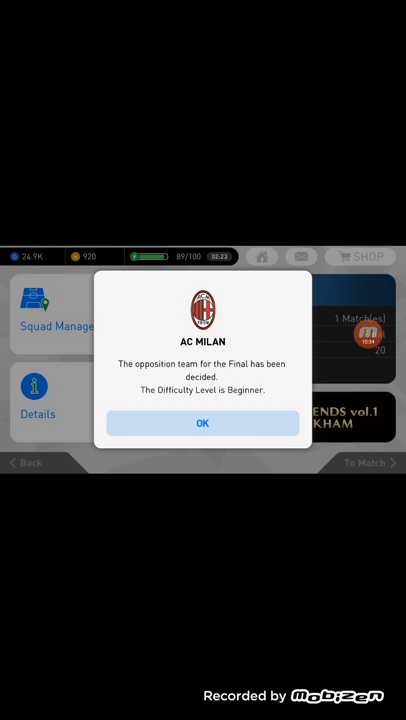 24.9K 920 89/100 02:23 SHOP
ACM
1899
AC MILAN
The opposition team for the Final has been
decided.
The Difficulty Level is Beginner.
OK
Squad Manage
Details
1 Match(es)
10:34
20
ENDS vol.1
KHAM
Back
To Match
Recorded by mobizen